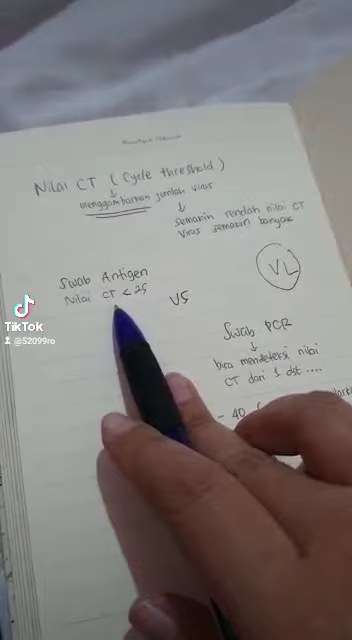 Nilai CT ( Cycle threshold )
menggambarkan jumlah virus
semakin rendah nilai CT
Virus semakin banyak
Swab Antigen
Nilai CT < 25
VS
VL
Swab PCR
bisa mendeteksi nilai
CT dari 1 dst ....
- 40 (
TikTok
@52099ro